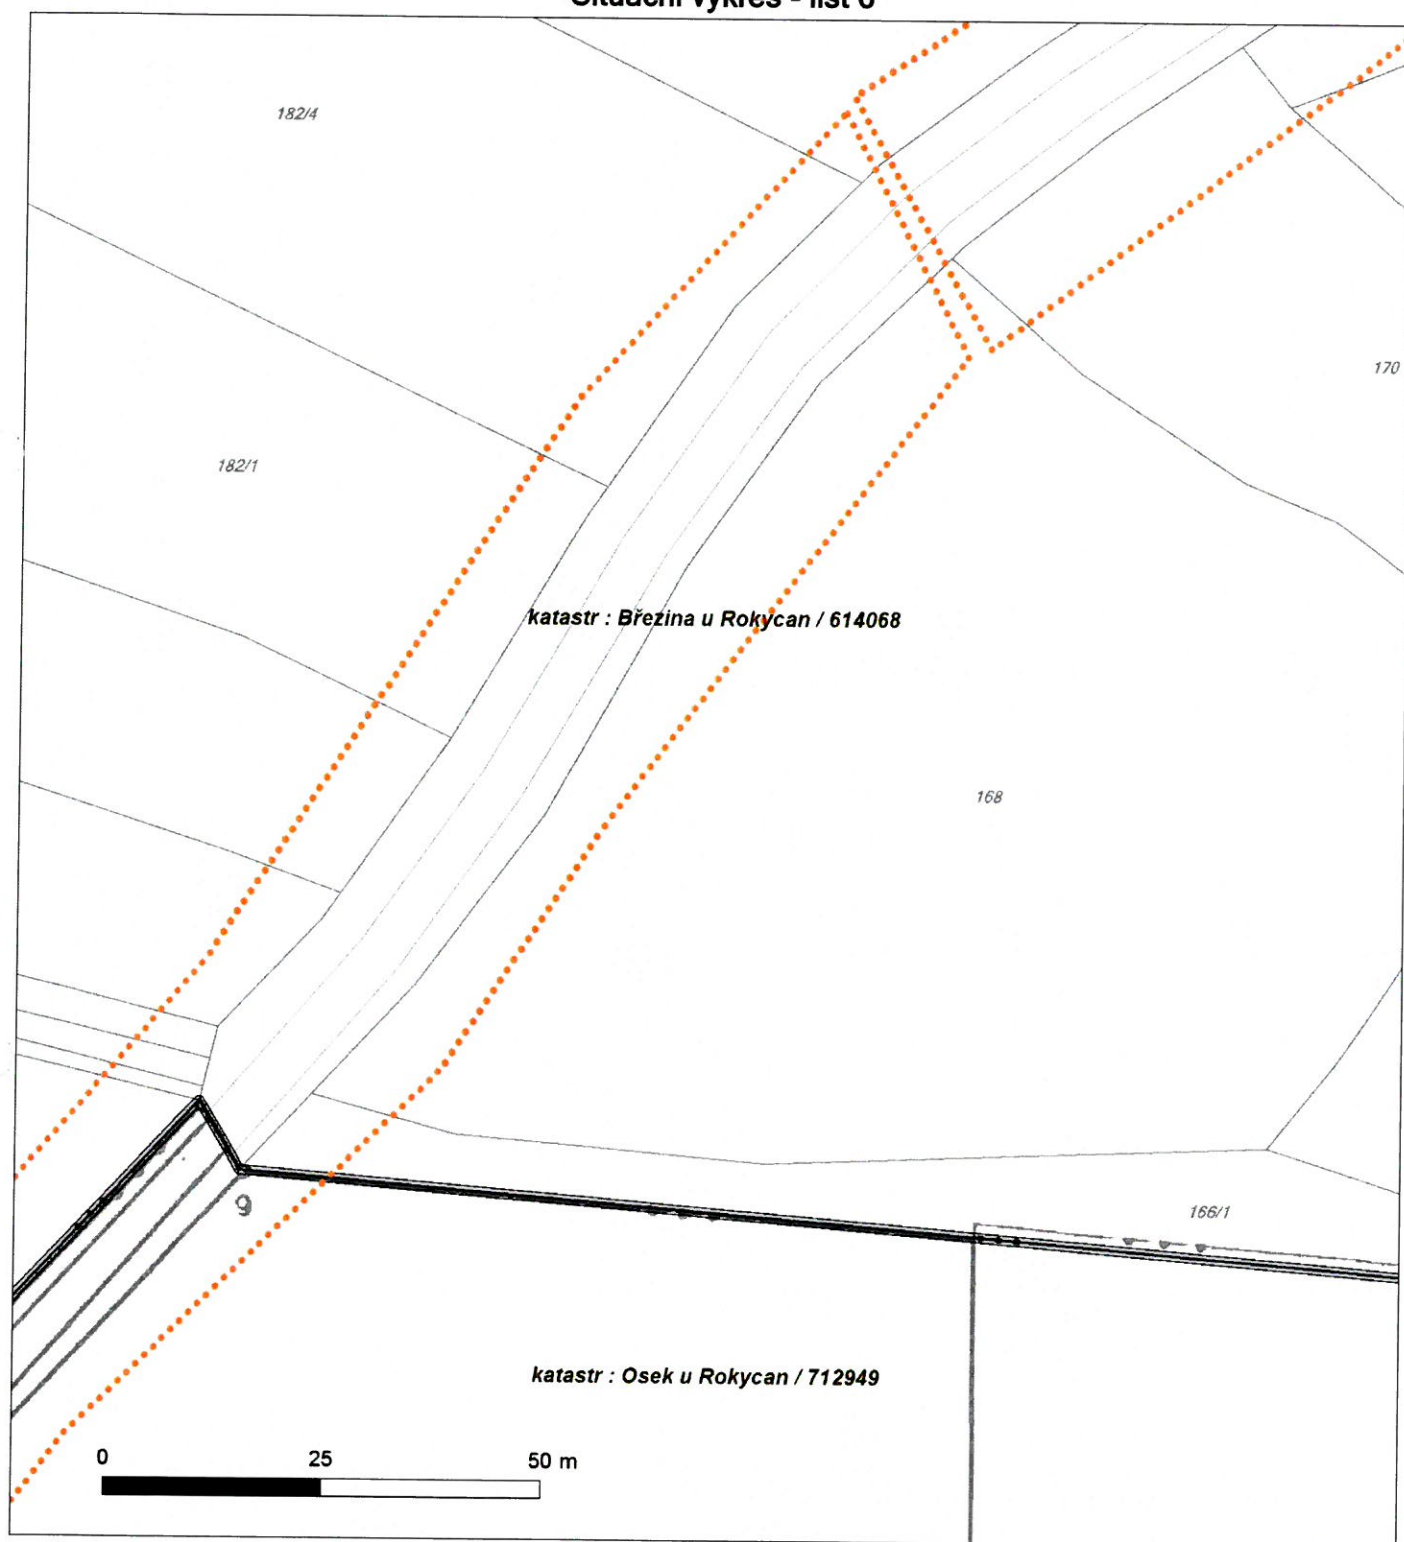 182/4
170
182/1
katastr : Březina u Rokycan / 614068
168
9
166/1
katastr : Osek u Rokycan / 712949
0 25 50 m